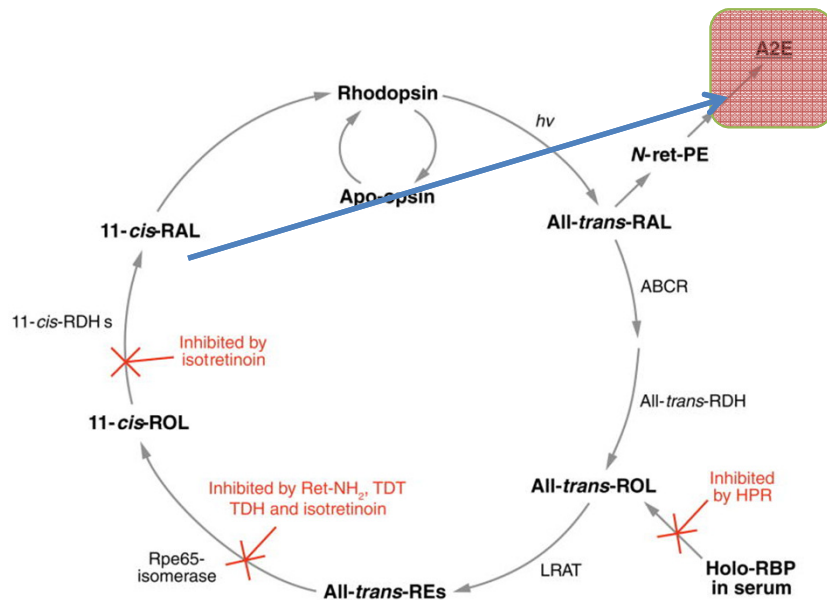 A2E
Rhodopsin
hv
N-ret-PE
Apo-opsin
11-cis-RAL
All-trans-RAL
ABCR
11-cis-RDHs
Inhibited by
isotretinoin
All-trans-RDH
11-cis-ROL
Inhibited by Ret-NH₂, TDT
TDH and isotretinoin
All-trans-ROL
Inhibited
by HPR
Rpe65-
isomerase
LRAT
Holo-RBP
in serum
All-trans-REs